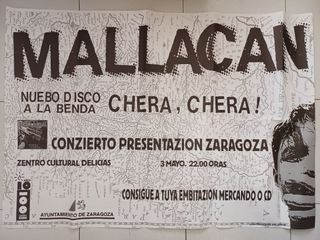 MALLACAN
NUEBO DISCO
A LA BENDA
CHERA, CHERA!
CONZIERTO PRESENTAZION ZARAGOZA
ZENTRO CULTURAL DELICIAS
3 MAYO. 22.00 ORAS
CONSIGUE A TUYA EMBITAZION MERCANDO O CD
AYUNTAMIENTO DE ZARAGOZA